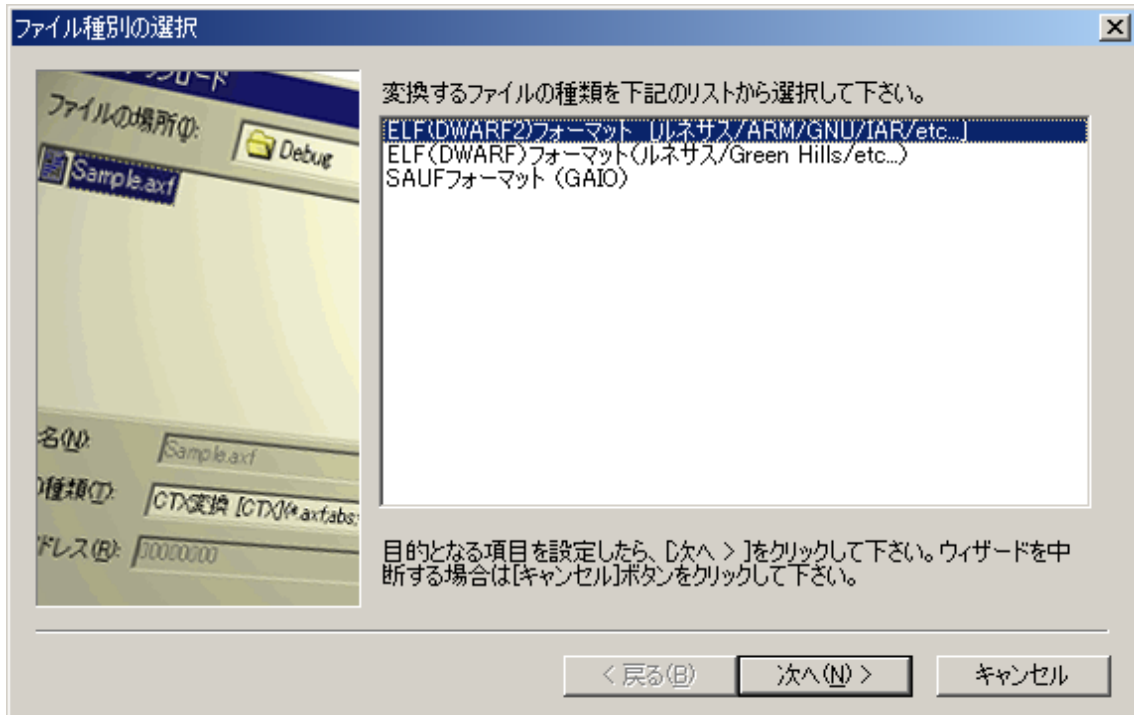 ファイル種別の選択
ウンロード
ファイルの場所(I):
Debug
Sample.axf
名(N):
Sample.axf
種類(T):
CTX変換 [CTX](*.axf;abs;
ドレス(R):
00000000
変換するファイルの種類を下記のリストから選択して下さい。
ELF(DWARF2)フォーマット [ルネサス/ARM/GNU/IAR/etc...]
ELF(DWARF)フォーマット(ルネサス/Green Hills/etc...)
SAUFフォーマット (GAIO)
目的となる項目を設定したら、[次へ > ]をクリックして下さい。ウィザードを中
断する場合は[キャンセル]ボタンをクリックして下さい。
< 戻る(B)
次へ(N) >
キャンセル